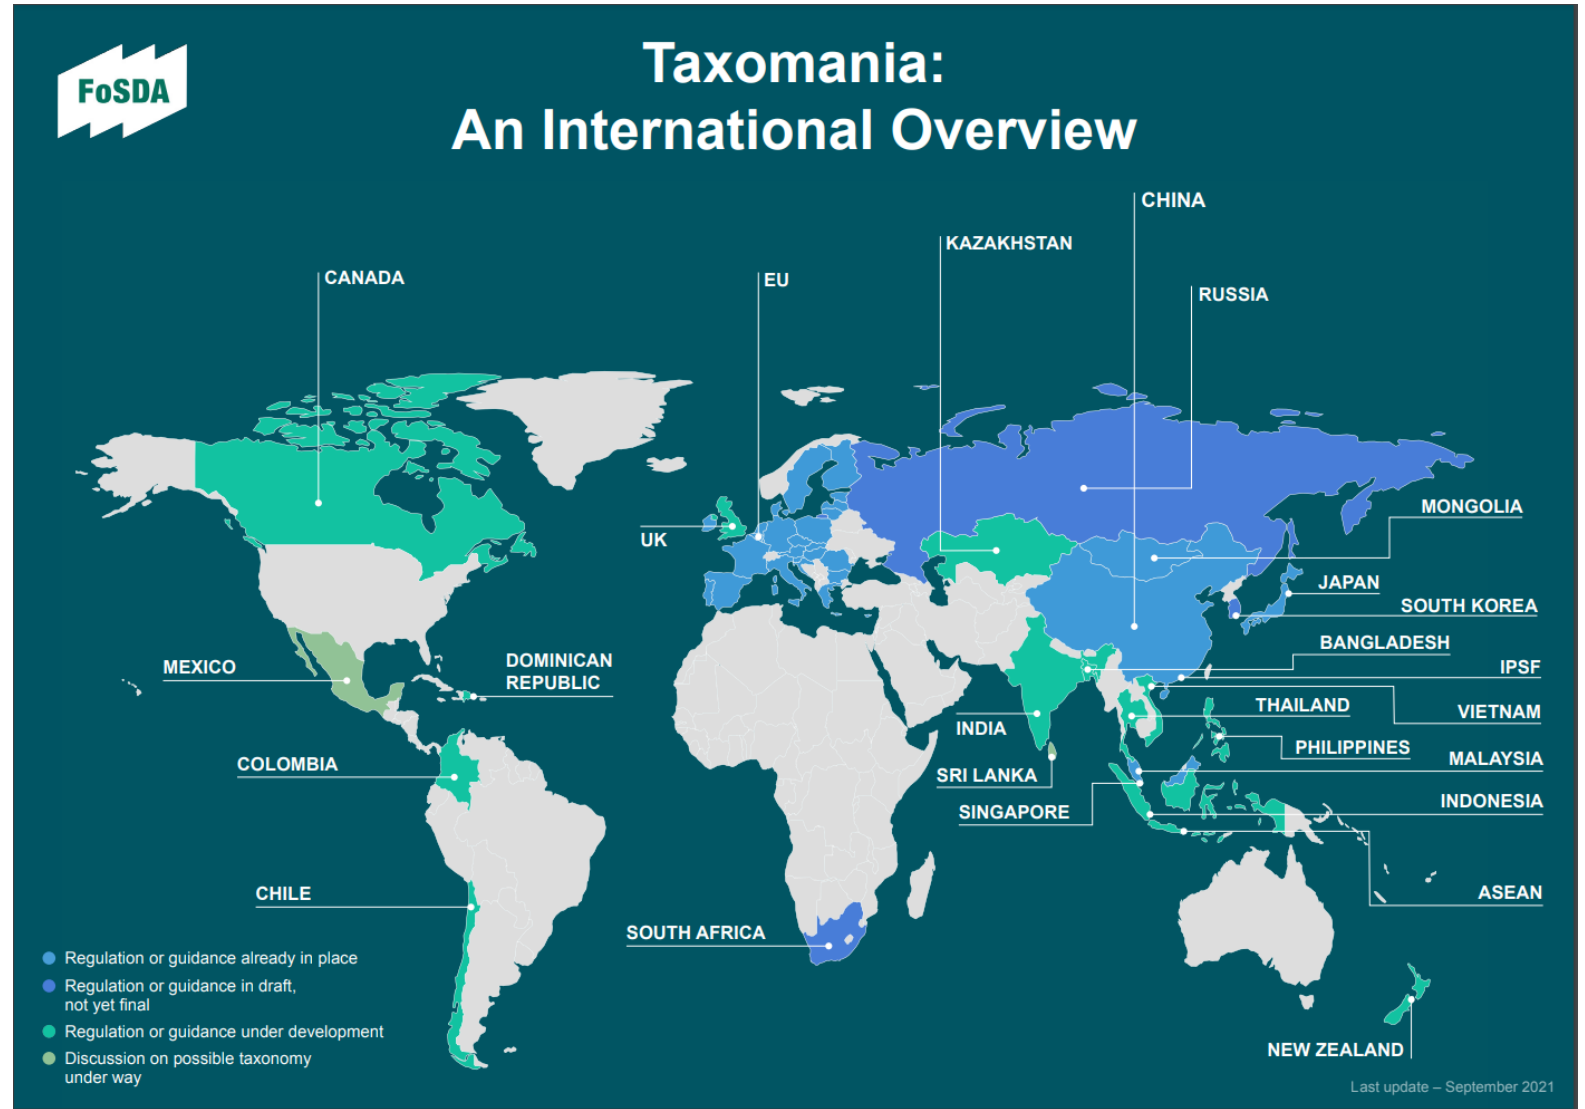 FoSDA
Taxomania:
An International Overview
CHINA
KAZAKHSTAN
CANADA
EU
RUSSIA
MONGOLIA
UK
JAPAN
SOUTH KOREA
BANGLADESH
DOMINICAN
REPUBLIC
MEXICO
IPSF
THAILAND
VIETNAM
INDIA
PHILIPPINES
MALAYSIA
COLOMBIA
SRI LANKA
INDONESIA
SINGAPORE
CHILE
ASEAN
SOUTH AFRICA
Regulation or guidance already in place
Regulation or guidance in draft,
not yet final
Regulation or guidance under development
Discussion on possible taxonomy
under way
NEW ZEALAND
Last update – September 2021